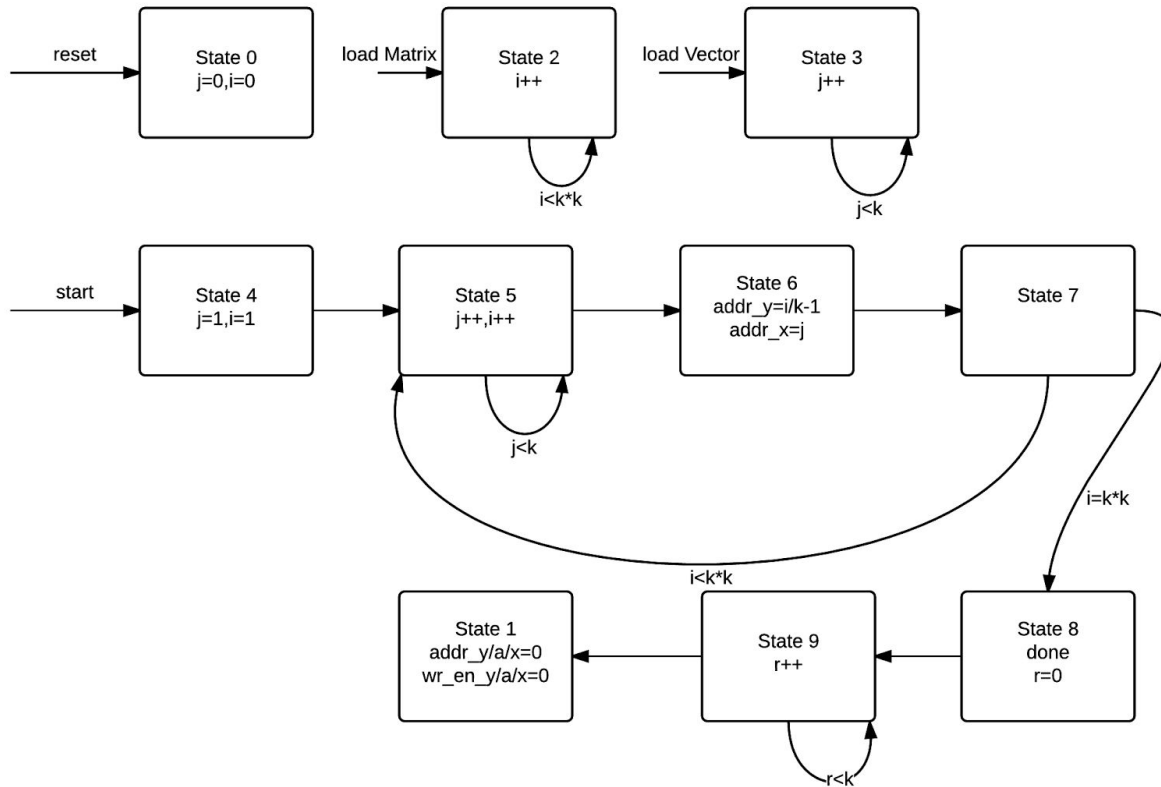 reset
State 0
j=0,i=0
load Matrix
State 2
i++
i<k*k
load Vector
State 3
j++
j<k
start
State 4
j=1,i=1
State 5
j++,i++
j<k
State 6
addr_y=i/k-1
addr_x=j
State 7
i=k*k
i<k*k
State 1
addr_y/a/x=0
wr_en_y/a/x=0
State 9
r++
r<k
State 8
done
r=0